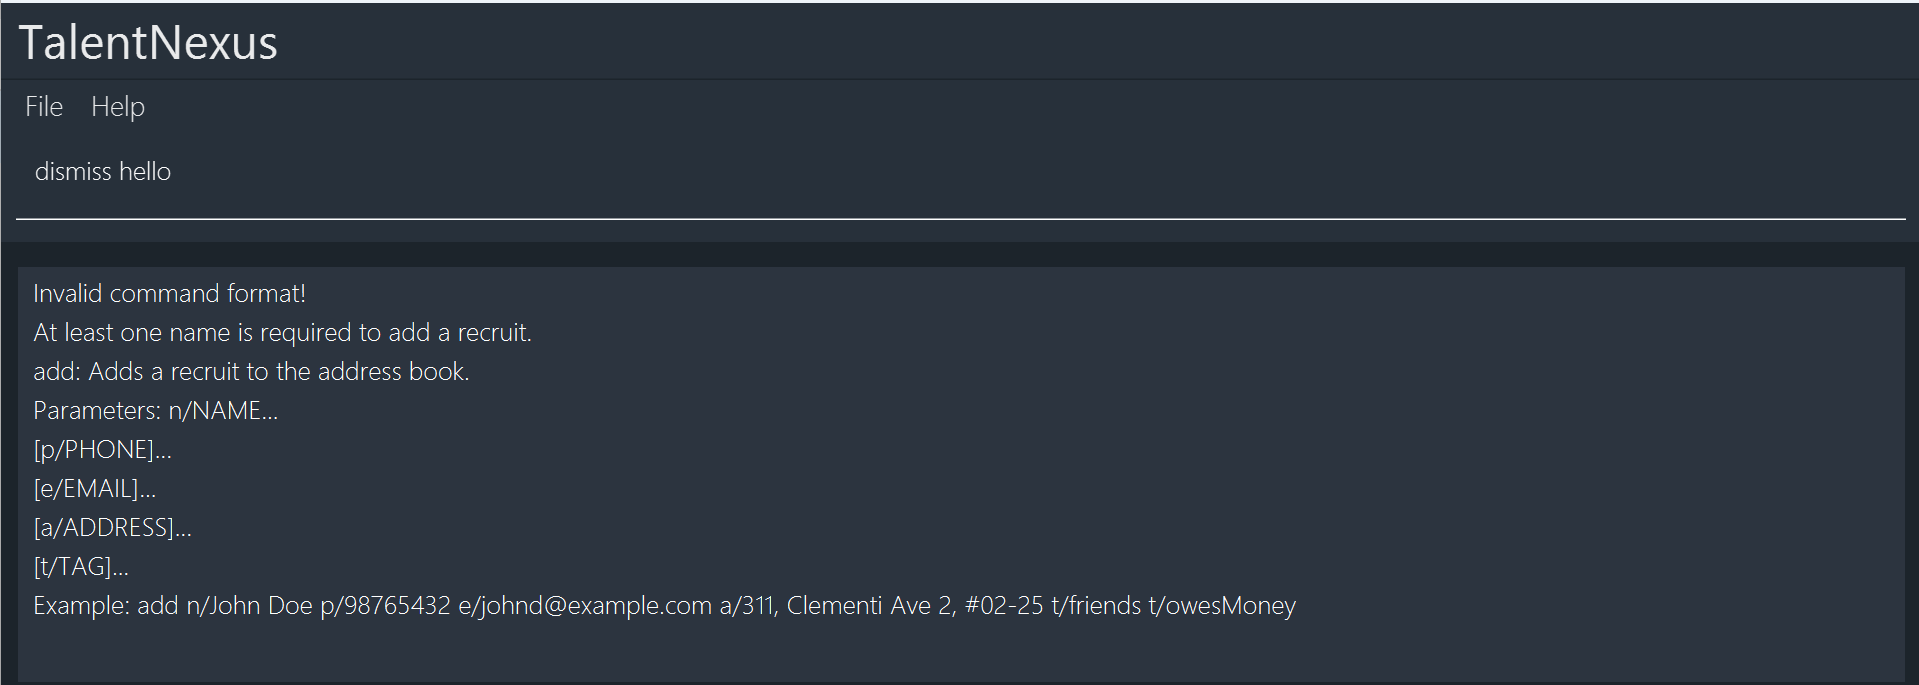 TalentNexus
File Help
dismiss hello
Invalid command format!
At least one name is required to add a recruit.
add: Adds a recruit to the address book.
Parameters: n/NAME...
[p/PHONE]...
[e/EMAIL]...
[a/ADDRESS]...
[t/TAG]...
Example: add n/John Doe p/98765432 e/johnd@example.com a/311, Clementi Ave 2, #02-25 t/friends t/owesMoney